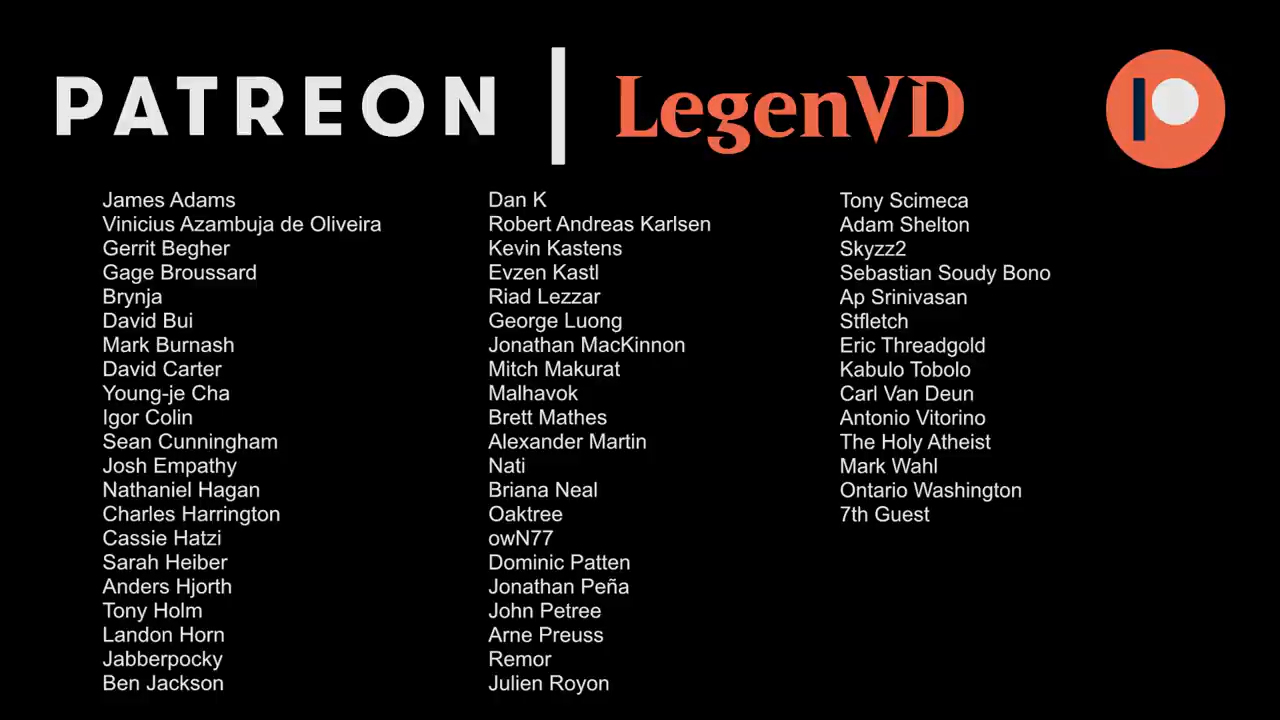 PATREON | LegenVD
James Adams
Vinicius Azambuja de Oliveira
Gerrit Begher
Gage Broussard
Brynja
David Bui
Mark Burnash
David Carter
Young-je Cha
Igor Colin
Sean Cunningham
Josh Empathy
Nathaniel Hagan
Charles Harrington
Cassie Hatzi
Sarah Heiber
Anders Hjorth
Tony Holm
Landon Horn
Jabberpocky
Ben Jackson
Dan K
Robert Andreas Karlsen
Kevin Kastens
Evzen Kastl
Riad Lezzar
George Luong
Jonathan MacKinnon
Mitch Makurat
Malhavok
Brett Mathes
Alexander Martin
Nati
Briana Neal
Oaktree
owN77
Dominic Patten
Jonathan Peña
John Petree
Arne Preuss
Remor
Julien Royon
Tony Scimeca
Adam Shelton
Skyzz2
Sebastian Soudy Bono
Ap Srinivasan
Stfletch
Eric Threadgold
Kabulo Tobolo
Carl Van Deun
Antonio Vitorino
The Holy Atheist
Mark Wahl
Ontario Washington
7th Guest